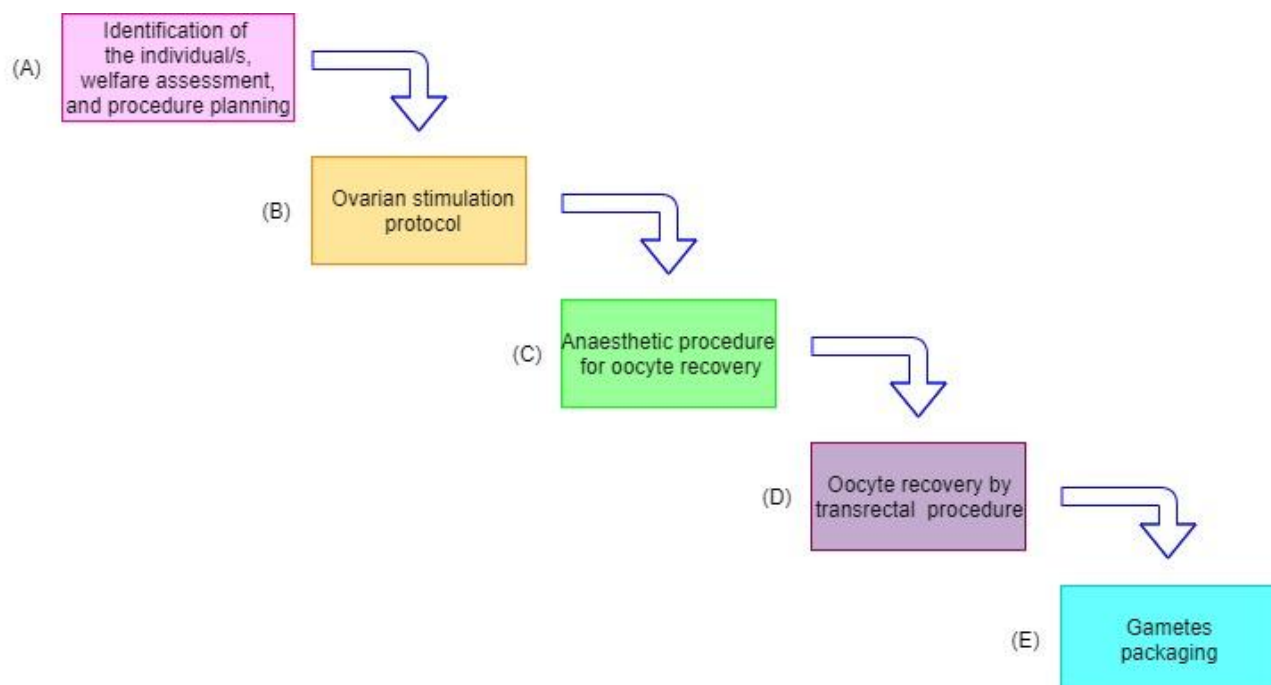 Identification of
the individual/s,
(A)
welfare assessment,
and procedure planning
Ovarian stimulation
(B)
protocol
Anaesthetic procedure
(C)
for oocyte recovery
Oocyte recovery by
(D)
transrectal procedure
Gametes
(E)
packaging